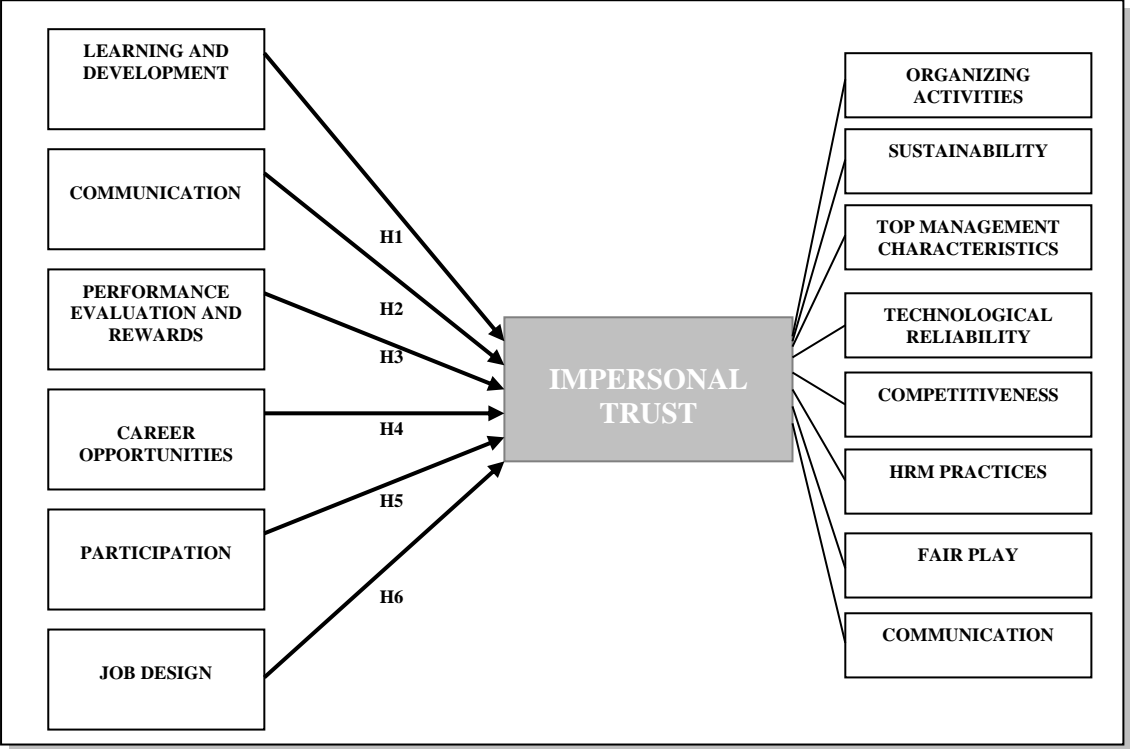 LEARNING AND
DEVELOPMENT
COMMUNICATION
PERFORMANCE
EVALUATION AND
REWARDS
CAREER
OPPORTUNITIES
PARTICIPATION
JOB DESIGN
H1
H2
H3
H4
H5
H6
IMPERSONAL
TRUST
ORGANIZING
ACTIVITIES
SUSTAINABILITY
TOP MANAGEMENT
CHARACTERISTICS
TECHNOLOGICAL
RELIABILITY
COMPETITIVENESS
HRM PRACTICES
FAIR PLAY
COMMUNICATION